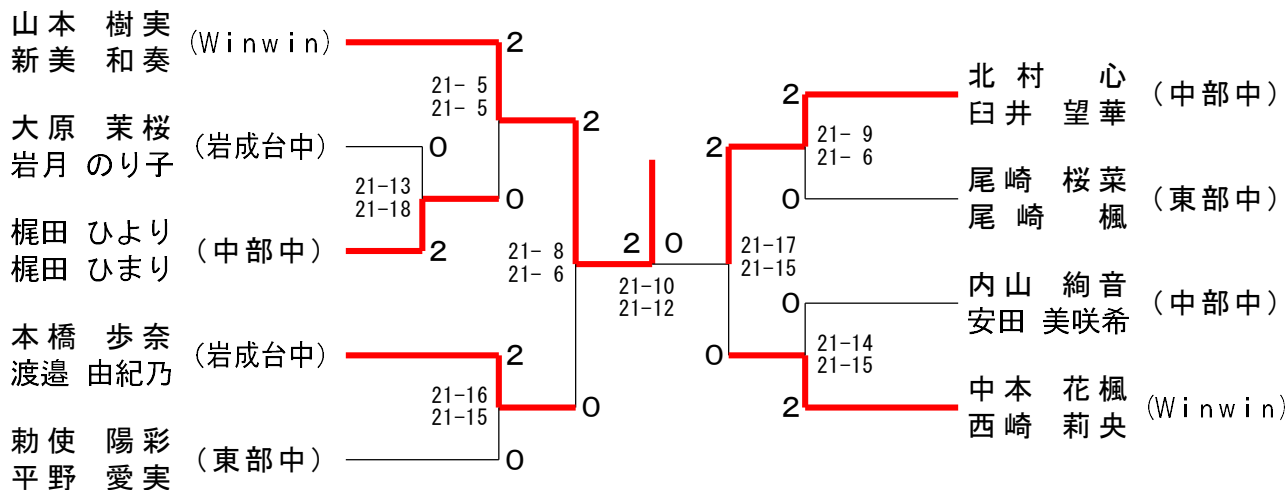 山本 樹実
新美 和奏
(Winwin)
2
21- 5
21- 5
大原 茉桜
岩月 のり子
(岩成台中)
0
2
21-13
21-18
0
梶田 ひより
梶田 ひまり
(中部中)
2
21- 8
21- 6
本橋 歩奈
渡邉 由紀乃
(岩成台中)
2
21-16
21-15
0
勅使 陽彩
平野 愛実
(東部中)
0
2 0
21-10
21-12
北村 心
臼井 望華
(中部中)
2
21- 9
21- 6
2
尾崎 桜菜
尾崎 楓
(東部中)
0
21-17
21-15
内山 絢音
安田 美咲希
(中部中)
0
21-14
21-15
0
中本 花楓
西崎 莉央
(Winwin)
2